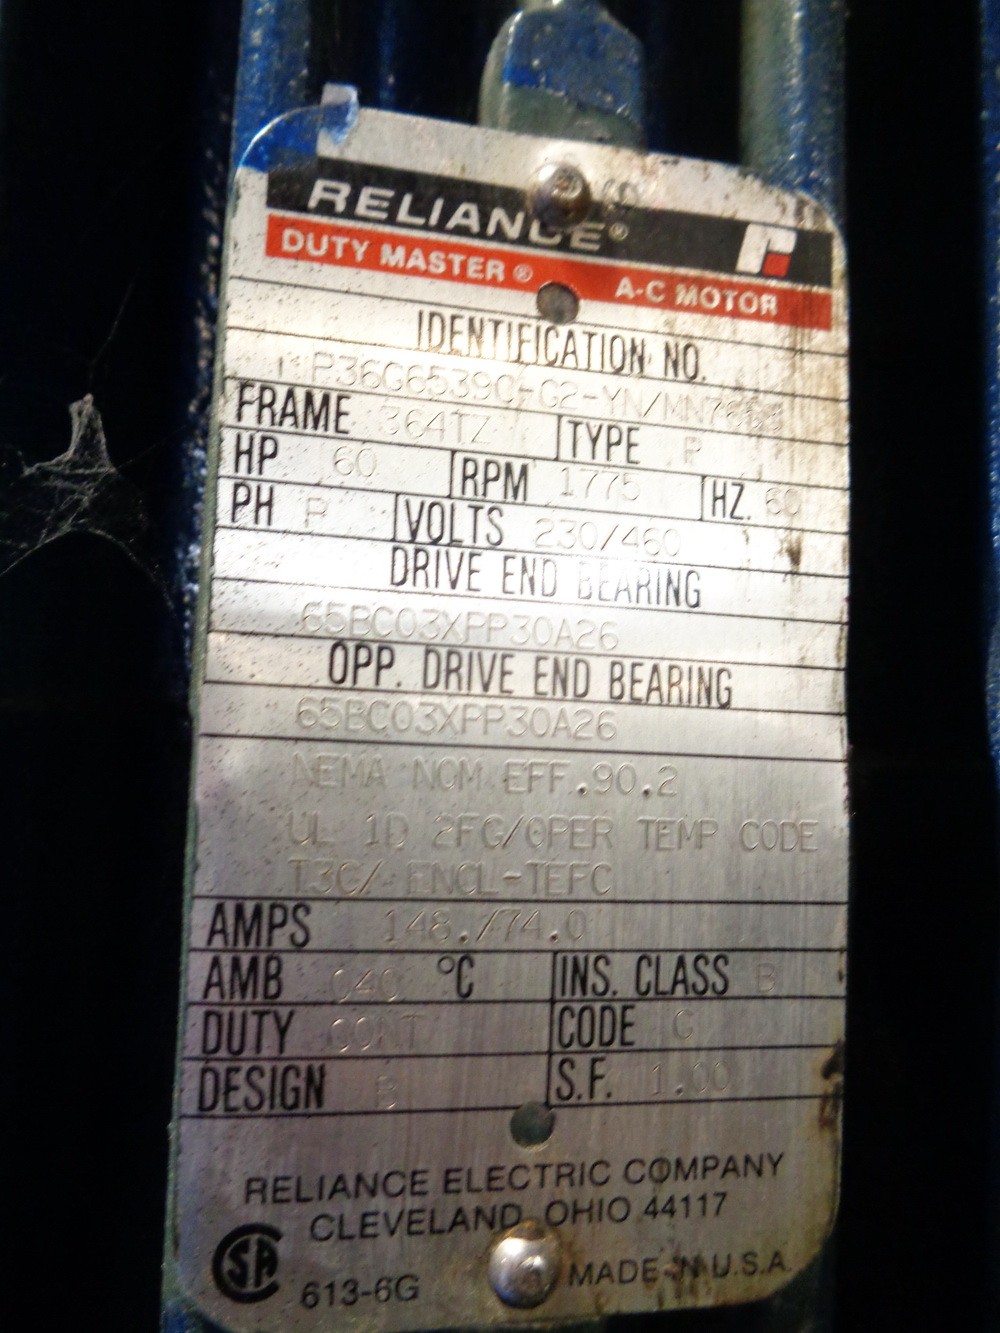 RELIANCE®
DUTY MASTER® A-C MOTOR
IDENTIFICATION NO.
P36G6539C-G2-YN/
FRAME 364TZ TYPE P
HP 60 RPM 1775 HZ. 60
PH P VOLTS 230/460
DRIVE END BEARING
65BC03XPP30A26
OPP. DRIVE END BEARING
65BC03XPP30A26
NEMA NOM EFF.90.2
UL 1D 2FG/OPER TEMP CODE
T3C/ ENCL-TEFC
AMPS 148./74.0
AMB 040 °C INS. CLASS B
DUTY CONT CODE G
DESIGN B S.F. 1.00
RELIANCE ELECTRIC COMPANY
CLEVELAND, OHIO 44117
SA
613-6G MADE IN U.S.A.